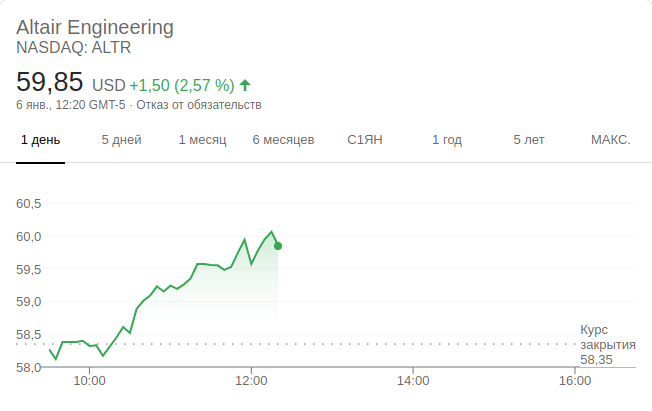 Altair Engineering
NASDAQ: ALTR
59,85 USD +1,50 (2,57 %)
6 янв., 12:20 GMT-5 · Отказ от обязательств
1 день 5 дней 1 месяц 6 месяцев С1ЯН 1 год 5 лет МАКС.
60,5
60,0
59,5
59,0
58,5
58,0
Курс
закрытия
58,35
10:00 12:00 14:00 16:00